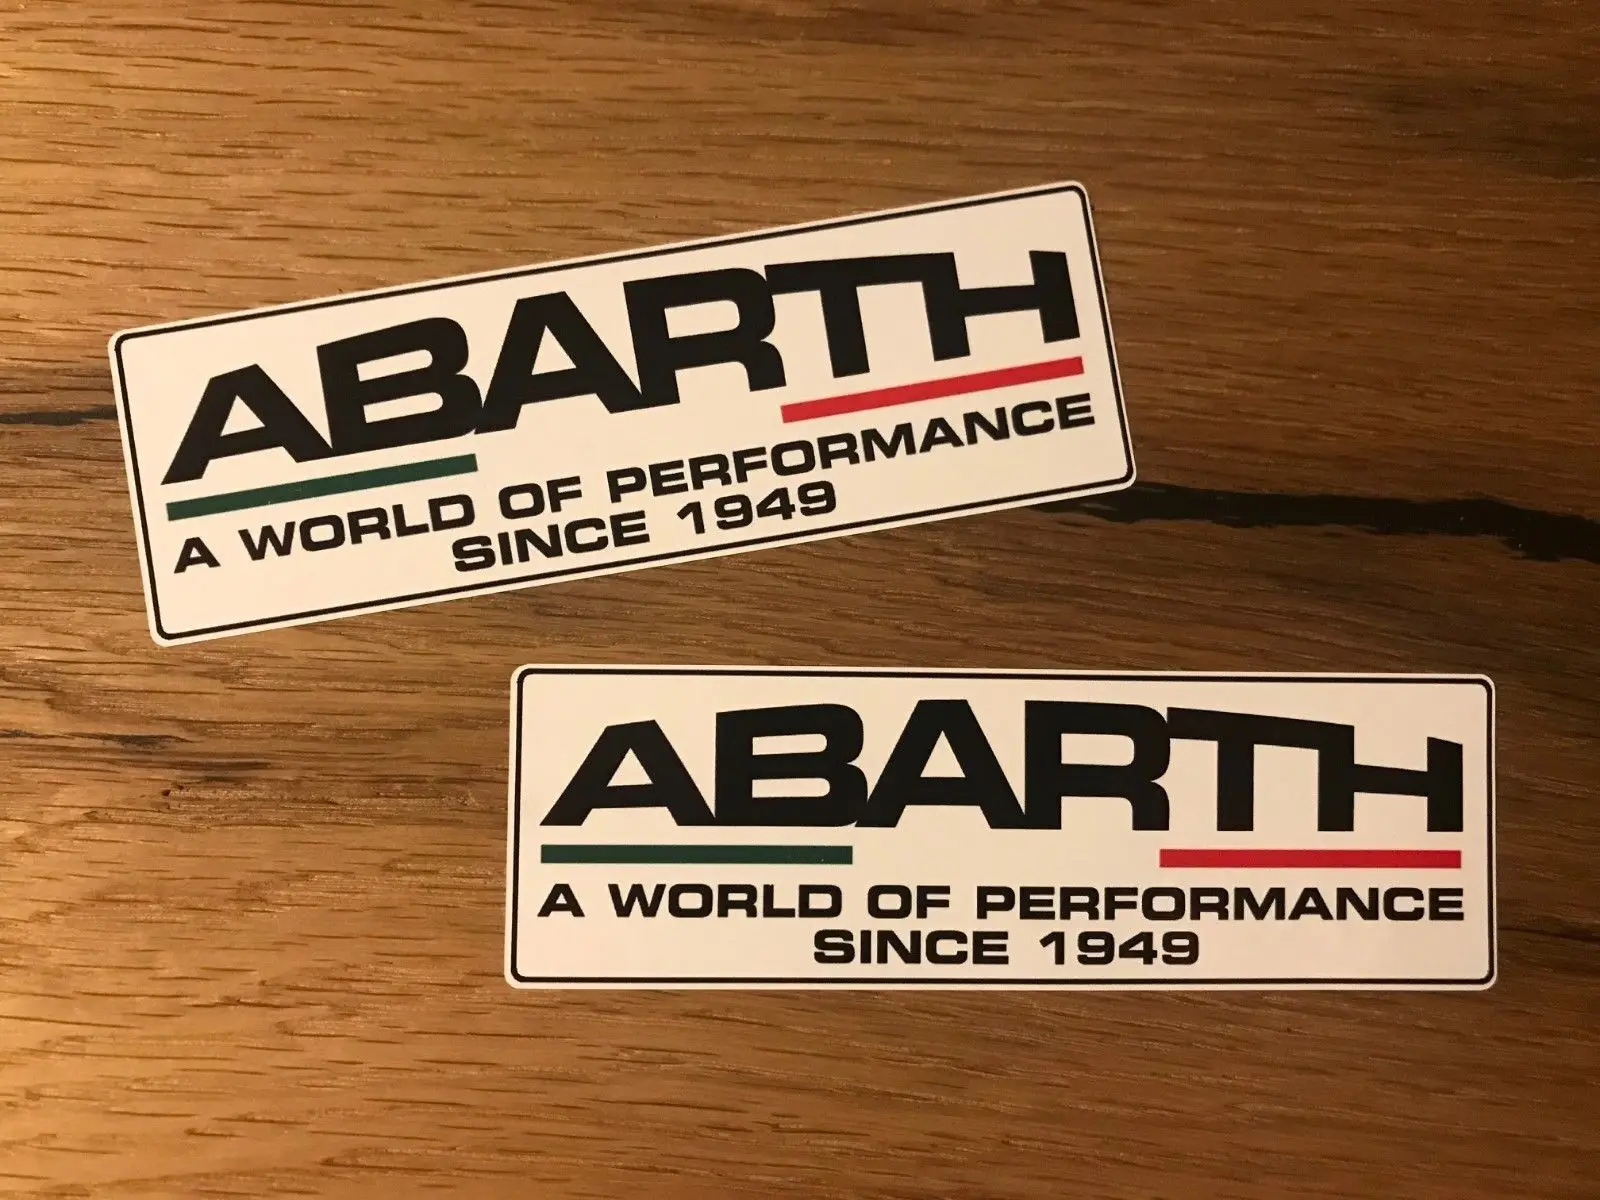 ABARTH
A WORLD OF PERFORMANCE
SINCE 1949
ABARTH
A WORLD OF PERFORMANCE
SINCE 1949